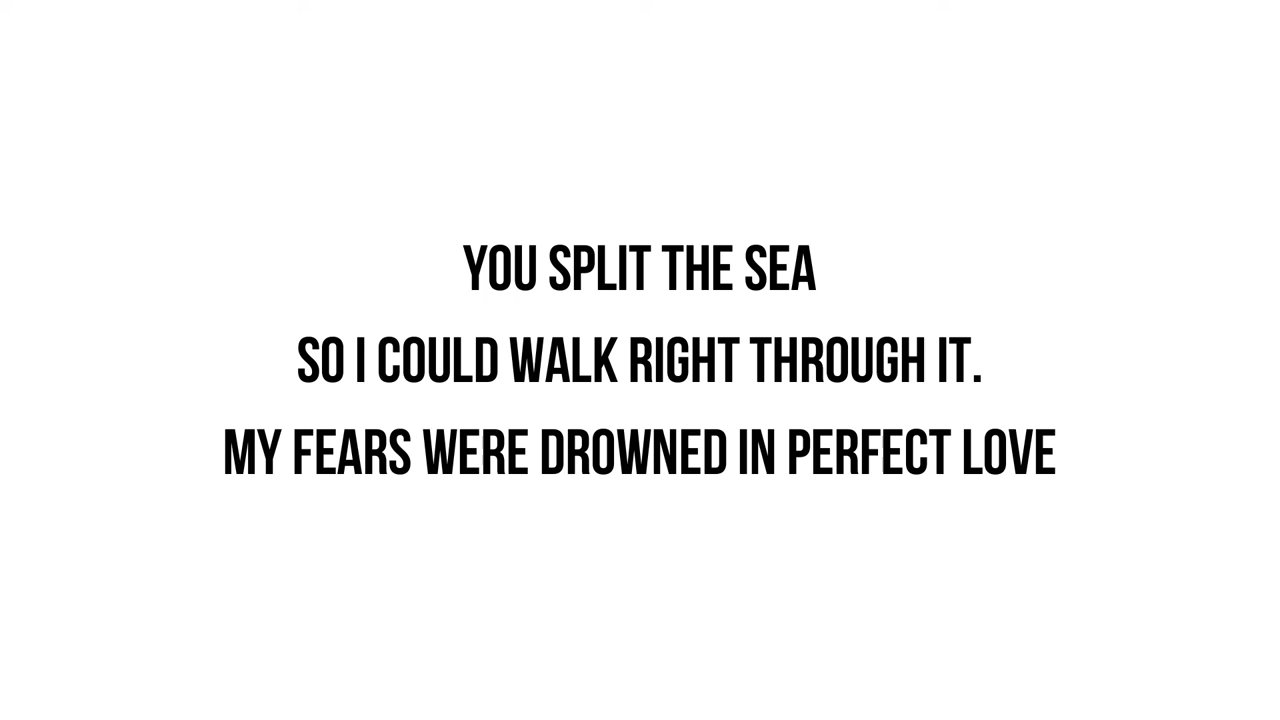 YOU SPLIT THE SEA
SO I COULD WALK RIGHT THROUGH IT.
MY FEARS WERE DROWNED IN PERFECT LOVE